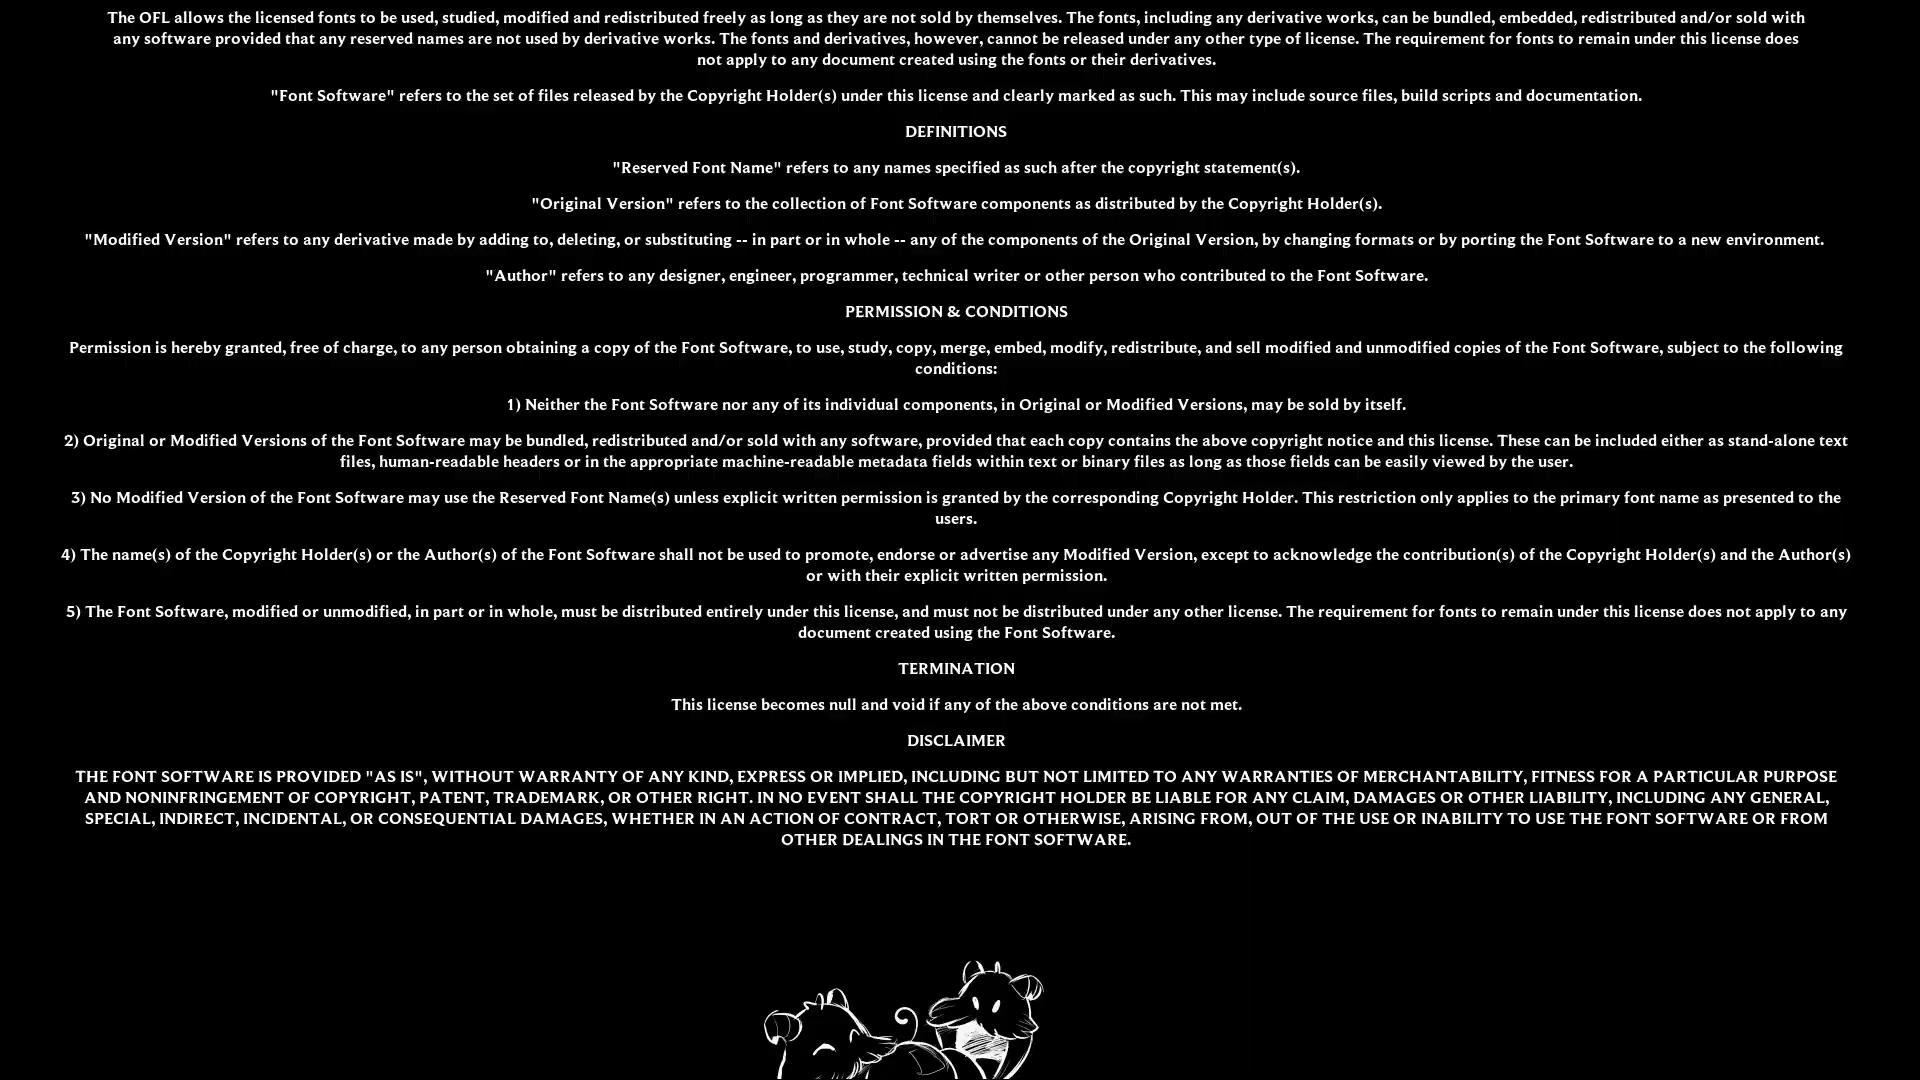 The OFL allows the licensed fonts to be used, studied, modified and redistributed freely as long as they are not sold by themselves. The fonts, including any derivative works, can be bundled, embedded, redistributed and/or sold with
any software provided that any reserved names are not used by derivative works. The fonts and derivatives, however, cannot be released under any other type of license. The requirement for fonts to remain under this license does
not apply to any document created using the fonts or their derivatives.
"Font Software" refers to the set of files released by the Copyright Holder(s) under this license and clearly marked as such. This may include source files, build scripts and documentation.
DEFINITIONS
"Reserved Font Name" refers to any names specified as such after the copyright statement(s).
"Original Version" refers to the collection of Font Software components as distributed by the Copyright Holder(s).
"Modified Version" refers to any derivative made by adding to, deleting, or substituting -- in part or in whole -- any of the components of the Original Version, by changing formats or by porting the Font Software to a new environment.
"Author" refers to any designer, engineer, programmer, technical writer or other person who contributed to the Font Software.
PERMISSION & CONDITIONS
Permission is hereby granted, free of charge, to any person obtaining a copy of the Font Software, to use, study, copy, merge, embed, modify, redistribute, and sell modified and unmodified copies of the Font Software, subject to the following
conditions:
1) Neither the Font Software nor any of its individual components, in Original or Modified Versions, may be sold by itself.
2) Original or Modified Versions of the Font Software may be bundled, redistributed and/or sold with any software, provided that each copy contains the above copyright notice and this license. These can be included either as stand-alone text
files, human-readable headers or in the appropriate machine-readable metadata fields within text or binary files as long as those fields can be easily viewed by the user.
3) No Modified Version of the Font Software may use the Reserved Font Name(s) unless explicit written permission is granted by the corresponding Copyright Holder. This restriction only applies to the primary font name as presented to the
users.
4) The name(s) of the Copyright Holder(s) or the Author(s) of the Font Software shall not be used to promote, endorse or advertise any Modified Version, except to acknowledge the contribution(s) of the Copyright Holder(s) and the Author(s)
or with their explicit written permission.
5) The Font Software, modified or unmodified, in part or in whole, must be distributed entirely under this license, and must not be distributed under any other license. The requirement for fonts to remain under this license does not apply to any
document created using the Font Software.
TERMINATION
This license becomes null and void if any of the above conditions are not met.
DISCLAIMER
THE FONT SOFTWARE IS PROVIDED "AS IS", WITHOUT WARRANTY OF ANY KIND, EXPRESS OR IMPLIED, INCLUDING BUT NOT LIMITED TO ANY WARRANTIES OF MERCHANTABILITY, FITNESS FOR A PARTICULAR PURPOSE
AND NONINFRINGEMENT OF COPYRIGHT, PATENT, TRADEMARK, OR OTHER RIGHT. IN NO EVENT SHALL THE COPYRIGHT HOLDER BE LIABLE FOR ANY CLAIM, DAMAGES OR OTHER LIABILITY, INCLUDING ANY GENERAL,
SPECIAL, INDIRECT, INCIDENTAL, OR CONSEQUENTIAL DAMAGES, WHETHER IN AN ACTION OF CONTRACT, TORT OR OTHERWISE, ARISING FROM, OUT OF THE USE OR INABILITY TO USE THE FONT SOFTWARE OR FROM
OTHER DEALINGS IN THE FONT SOFTWARE.